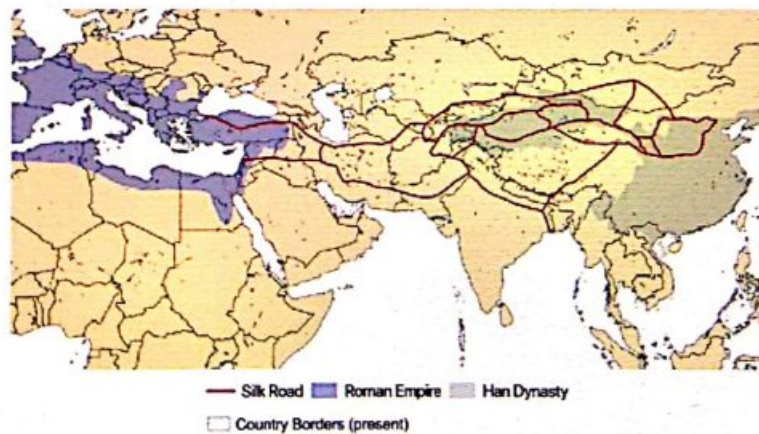 Silk Road Roman Empire Han Dynasty
Country Borders (present)